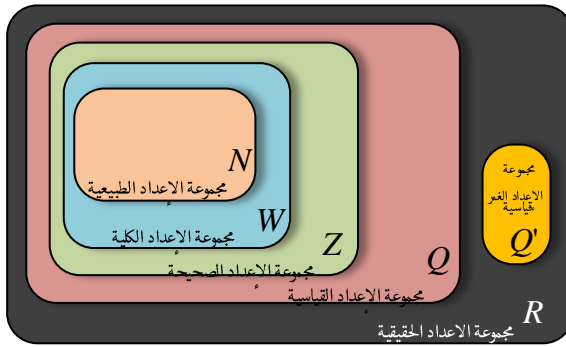 N
مجموعة الاعداد الطبيعية
W
مجموعة الاعداد الكلية
Z
مجموعة الاعداد الصحيحة
Q
مجموعة الاعداد القياسية
مجموعة
الاعداد الغير
قياسية
Q'
R
مجموعة الاعداد الحقيقية